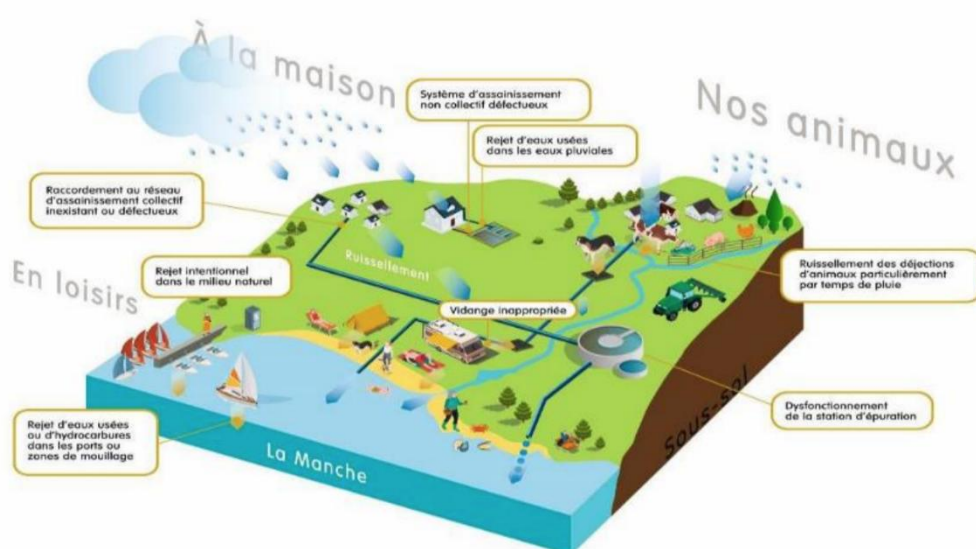 À la maison
Nos animaux
En loisirs
Système d'assainissement
non collectif défectueux
Rejet d'eaux usées
dans les eaux pluviales
Raccordement au réseau
d'assainissement collectif
inexistant ou défectueux
Ruissellement
Rejet intentionnel
dans le milieu naturel
Vidange inappropriée
Ruissellement des déjections
d'animaux particulièrement
par temps de pluie
Dysfonctionnement
de la station d'épuration
Rejet d'eaux usées
ou d'hydrocarbures
dans les ports ou
zones de mouillage
La Manche
Sous-sol